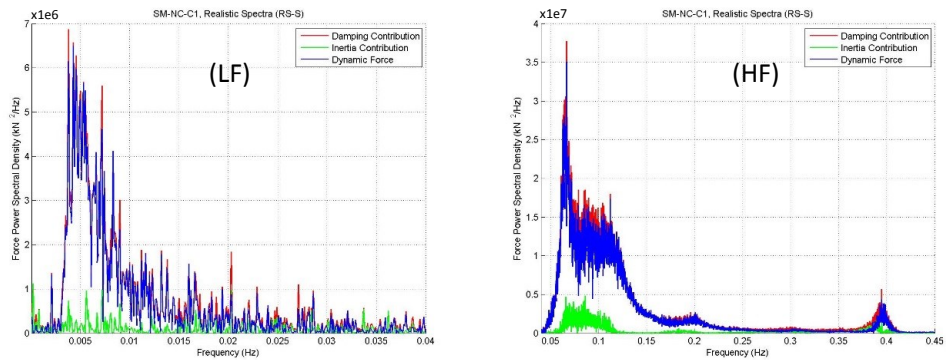 SM-NC-C1, Realistic Spectra (RS-S)
x1e6
Damping Contribution
Inertia Contribution
Dynamic Force
(LF)
Force Power Spectral Density (kN^2/Hz)
7
6
5
4
3
2
1
0
0.005 0.01 0.015 0.02 0.025 0.03 0.035 0.04
Frequency (Hz)
SM-NC-C1, Realistic Spectra (RS-S)
x1e7
Damping Contribution
Inertia Contribution
Dynamic Force
(HF)
Force Power Spectral Density (kN^2/Hz)
4
3.5
3
2.5
2
1.5
1
0.5
0
0.05 0.1 0.15 0.2 0.25 0.3 0.35 0.4 0.45
Frequency (Hz)